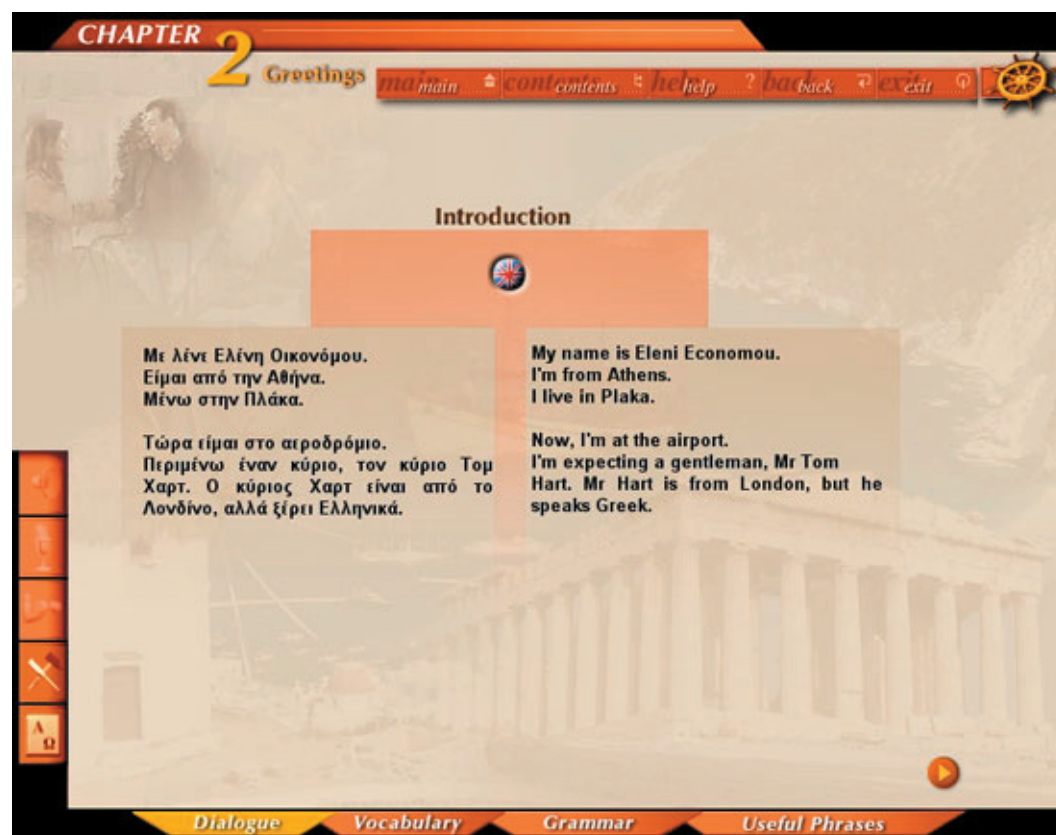 CHAPTER
2
Greetings
main contents help ? back exit
Introduction
Με λένε Ελένη Οικονόμου.
Είμαι από την Αθήνα.
Μένω στην Πλάκα.
Τώρα είμαι στο αεροδρόμιο.
Περιμένω έναν κύριο, τον κύριο Τομ
Χαρτ. Ο κύριος Χαρτ είναι από το
Λονδίνο, αλλά ξέρει Ελληνικά.
My name is Eleni Economou.
I'm from Athens.
I live in Plaka.
Now, I'm at the airport.
I'm expecting a gentleman, Mr Tom
Hart. Mr Hart is from London, but he
speaks Greek.
Α
Ω
Dialogue Vocabulary Grammar Useful Phrases